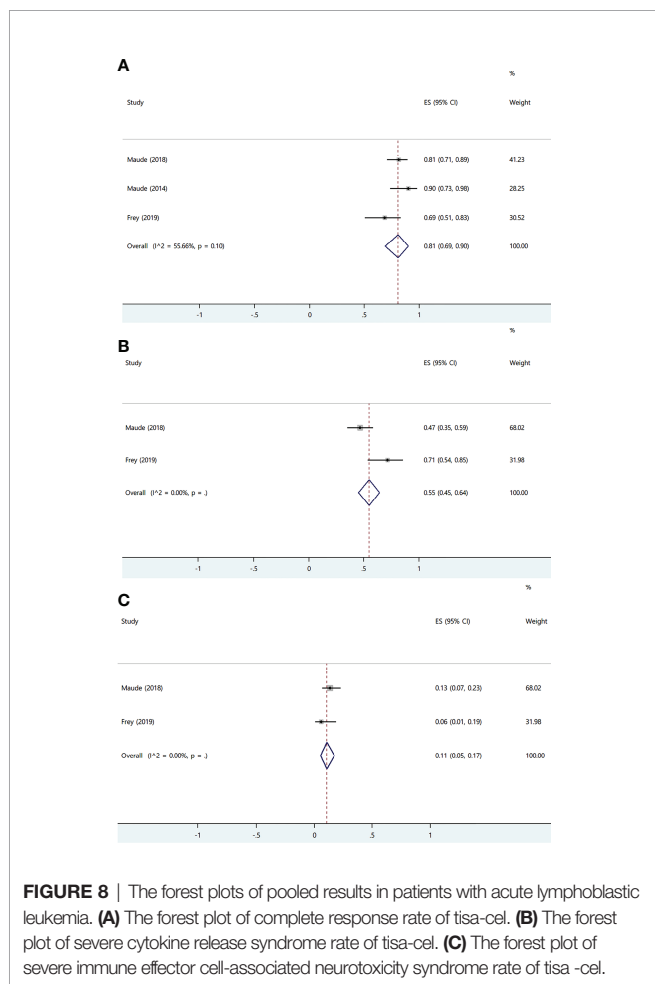 A
%
Study ES (95% CI) Weight
Maude (2018) 0.81 (0.71, 0.89) 41.23
Maude (2014) 0.90 (0.73, 0.98) 28.25
Frey (2019) 0.69 (0.51, 0.83) 30.52
Overall (I^2 = 55.66%, p = 0.10) 0.81 (0.69, 0.90) 100.00
-1 -.5 0 .5 1
%
B
Study ES (95% CI) Weight
Maude (2018) 0.47 (0.35, 0.59) 68.02
Frey (2019) 0.71 (0.54, 0.85) 31.98
Overall (I^2 = 0.00%, p = .) 0.55 (0.45, 0.64) 100.00
-1 -.5 0 .5 1
%
C
Study ES (95% CI) Weight
Maude (2018) 0.13 (0.07, 0.23) 68.02
Frey (2019) 0.06 (0.01, 0.19) 31.98
Overall (I^2 = 0.00%, p = .) 0.11 (0.05, 0.17) 100.00
-1 -.5 0 .5 1
FIGURE 8 | The forest plots of pooled results in patients with acute lymphoblastic
leukemia. (A) The forest plot of complete response rate of tisa-cel. (B) The forest
plot of severe cytokine release syndrome rate of tisa-cel. (C) The forest plot of
severe immune effector cell-associated neurotoxicity syndrome rate of tisa -cel.